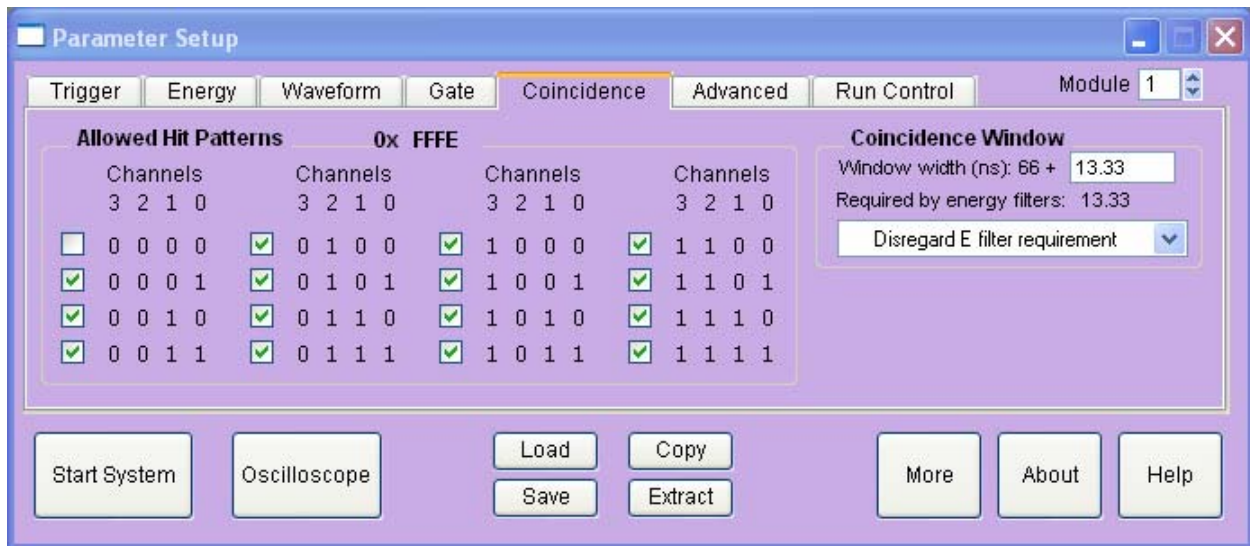 Parameter Setup
Trigger Energy Waveform Gate Coincidence Advanced Run Control Module 1
Allowed Hit Patterns 0x FFFE
Channels Channels Channels Channels
3 2 1 0 3 2 1 0 3 2 1 0 3 2 1 0
0 0 0 0 0 1 0 0 1 0 0 0 1 1 0 0
0 0 0 1 0 1 0 1 1 0 0 1 1 1 0 1
0 0 1 0 0 1 1 0 1 0 1 0 1 1 1 0
0 0 1 1 0 1 1 1 1 0 1 1 1 1 1 1
Coincidence Window
Window width (ns): 66 + 13.33
Required by energy filters: 13.33
Disregard E filter requirement
Start System Oscilloscope
Load Copy
Save Extract
More About Help